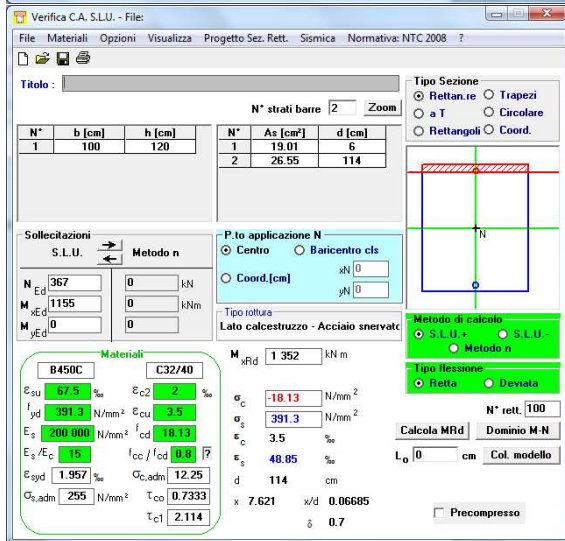 Verifica C.A. S.L.U. - File:
File Materiali Opzioni Visualizza Progetto Sez. Rett. Sismica Normativa: NTC 2008 ?
Titolo :
N° strati barre 2 Zoom
Tipo Sezione
Rettan.re Trapezi
a T Circolare
Rettangoli Coord.
N° b [cm] h [cm]
1 100 120
N° As [cm²] d [cm]
1 19.01 6
2 26.55 114
N
Sollecitazioni
S.L.U. Metodo n
N Ed 367 0 kN
M xEd 1155 0 kNm
M yEd 0 0
P.to applicazione N
Centro Baricentro cls
Coord.[cm] xN 0
yN 0
Tipo rottura
Lato calcestruzzo - Acciaio snervato
Metodo di calcolo
S.L.U.+ S.L.U.-
Metodo n
Tipo flessione
Retta Deviata
N° rett. 100
Calcola MRd Dominio M-N
L₀ 0 cm Col. modello
Precompresso
Materiali
B450C C32/40
εsu 67.5 ‰ εc2 2 ‰
fyd 391.3 N/mm² εcu 3.5
Es 200 000 N/mm² fcd 18.13
Es /Ec 15 fcc / fcd 0.8 ?
εsyd 1.957 ‰ σc,adm 12.25
σs,adm 255 N/mm² τco 0.7333
τc1 2.114
M xRd 1 352 kN m
σc -18.13 N/mm²
σs 391.3 N/mm²
εc 3.5 ‰
εs 48.85 ‰
d 114 cm
x 7.621 x/d 0.06685
δ 0.7